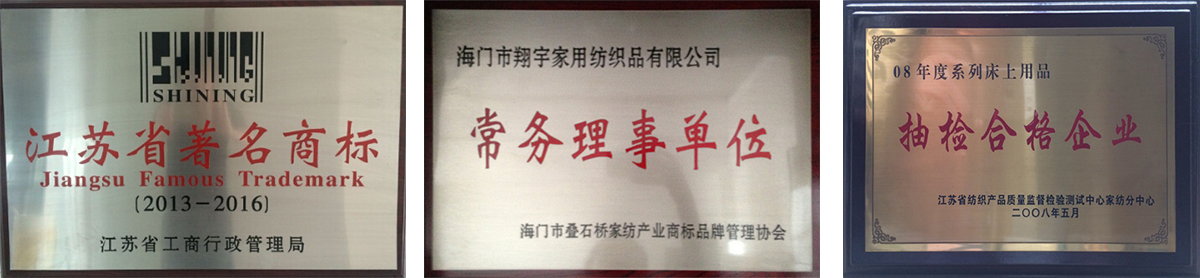 SHINING
SHINING
江苏省著名商标
Jiangsu Famous Trademark
(2013-2016)
江苏省工商行政管理局
海门市翔宇家用纺织品有限公司
常务理事单位
海门市叠石桥家纺产业商标品牌管理协会
08年度系列床上用品
抽检合格企业
江苏省纺织产品质量监督检验测试中心家纺分中心
二〇〇八年五月